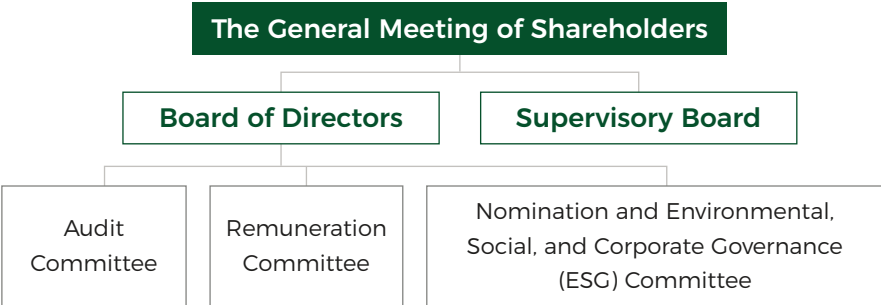 The General Meeting of Shareholders
Board of Directors
Supervisory Board
Audit
Committee
Remuneration
Committee
Nomination and Environmental,
Social, and Corporate Governance
(ESG) Committee